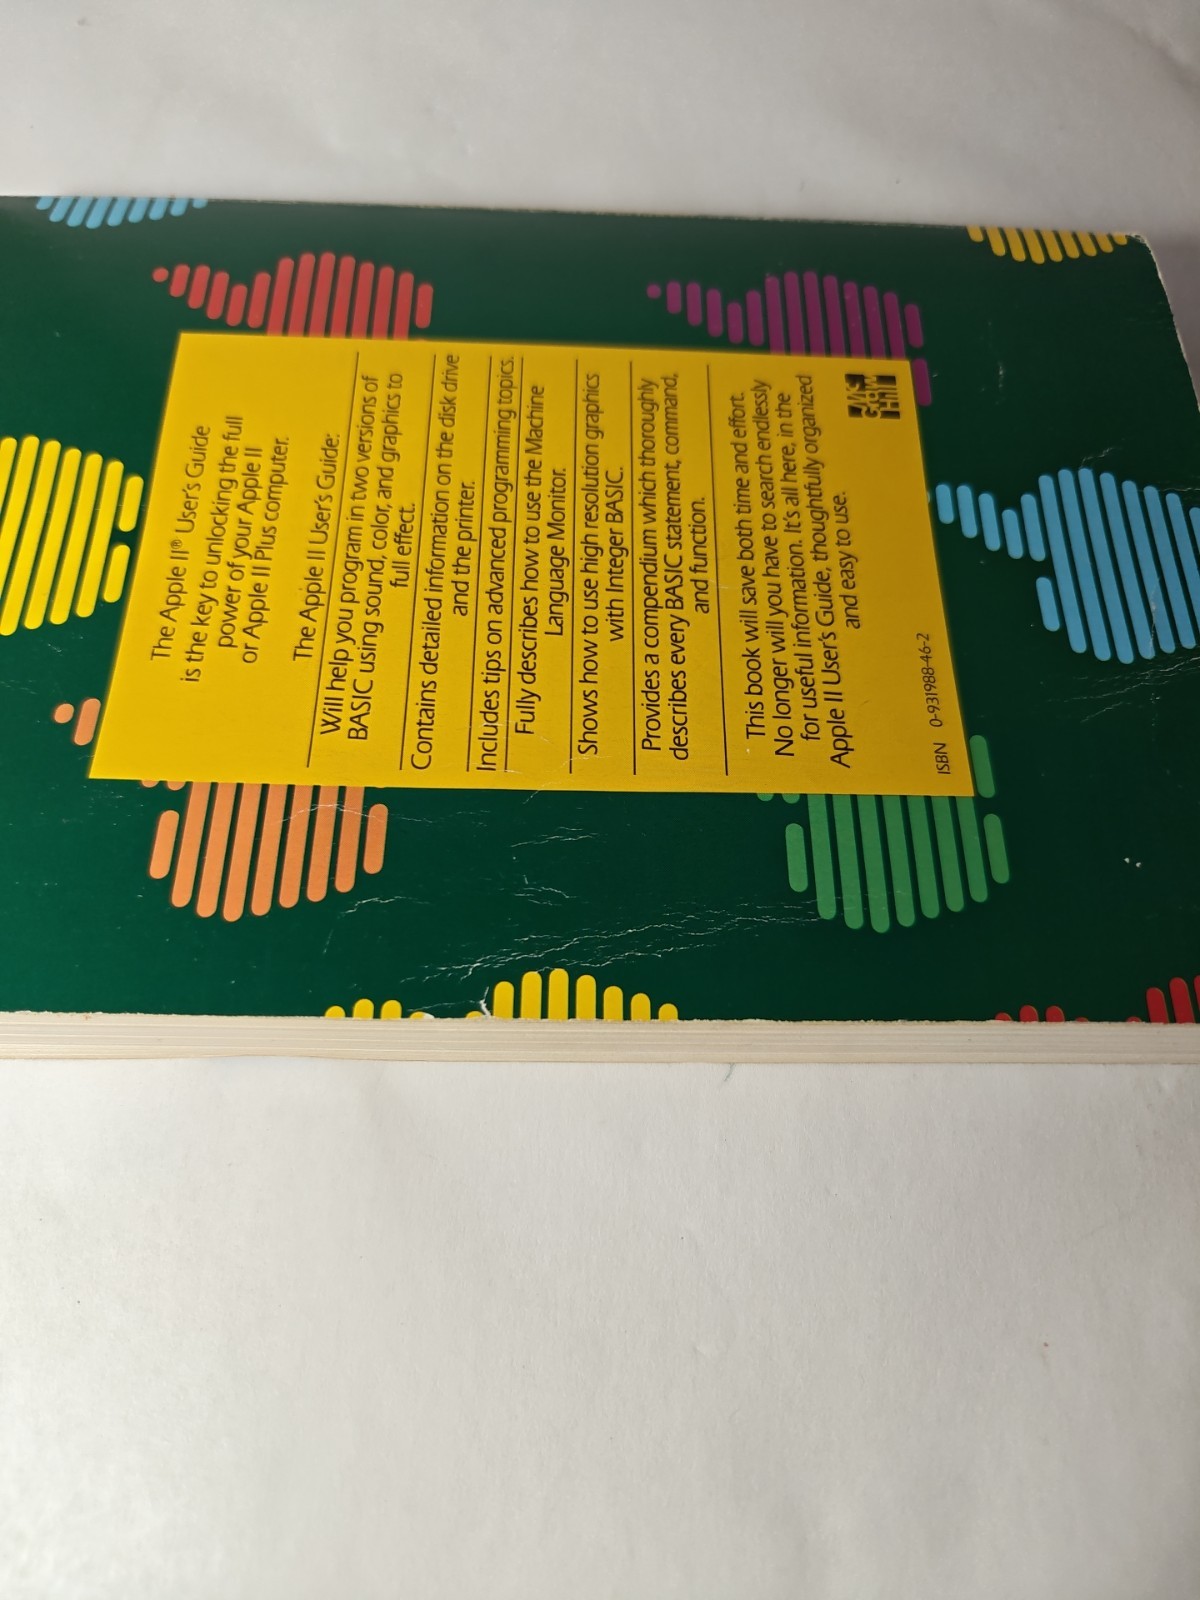 The Apple II® User's Guide
is the key to unlocking the full
power of your Apple II
or Apple II Plus computer.
The Apple II User's Guide:
Will help you program in two versions of
BASIC using sound, color, and graphics to
full effect.
Contains detailed information on the disk drive
and the printer.
Includes tips on advanced programming topics.
Fully describes how to use the Machine
Language Monitor.
Shows how to use high resolution graphics
with Integer BASIC.
Provides a compendium which thoroughly
describes every BASIC statement, command,
and function.
This book will save both time and effort.
No longer will you have to search endlessly
for useful information. It's all here, in the
Apple II User's Guide, thoughtfully organized
and easy to use.
Mc
GRAW
HILL
ISBN 0-931988-46-2